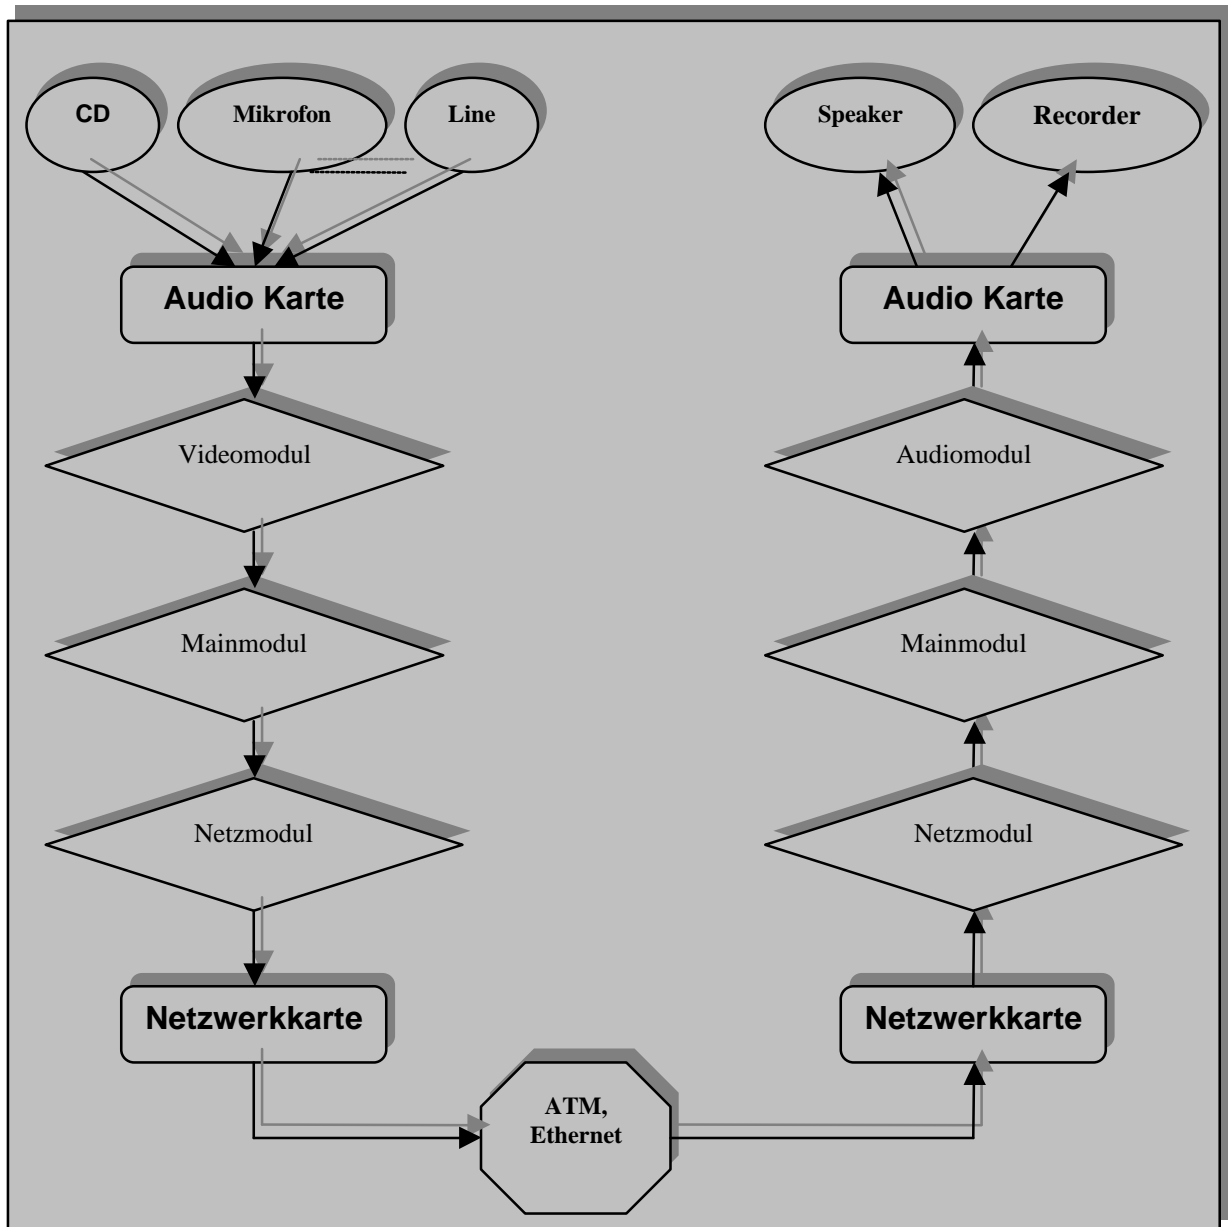 CD
Mikrofon
Line
Speaker
Recorder
Audio Karte
Audio Karte
Videomodul
Audiomodul
Mainmodul
Mainmodul
Netzmodul
Netzmodul
Netzwerkkarte
Netzwerkkarte
ATM,
Ethernet